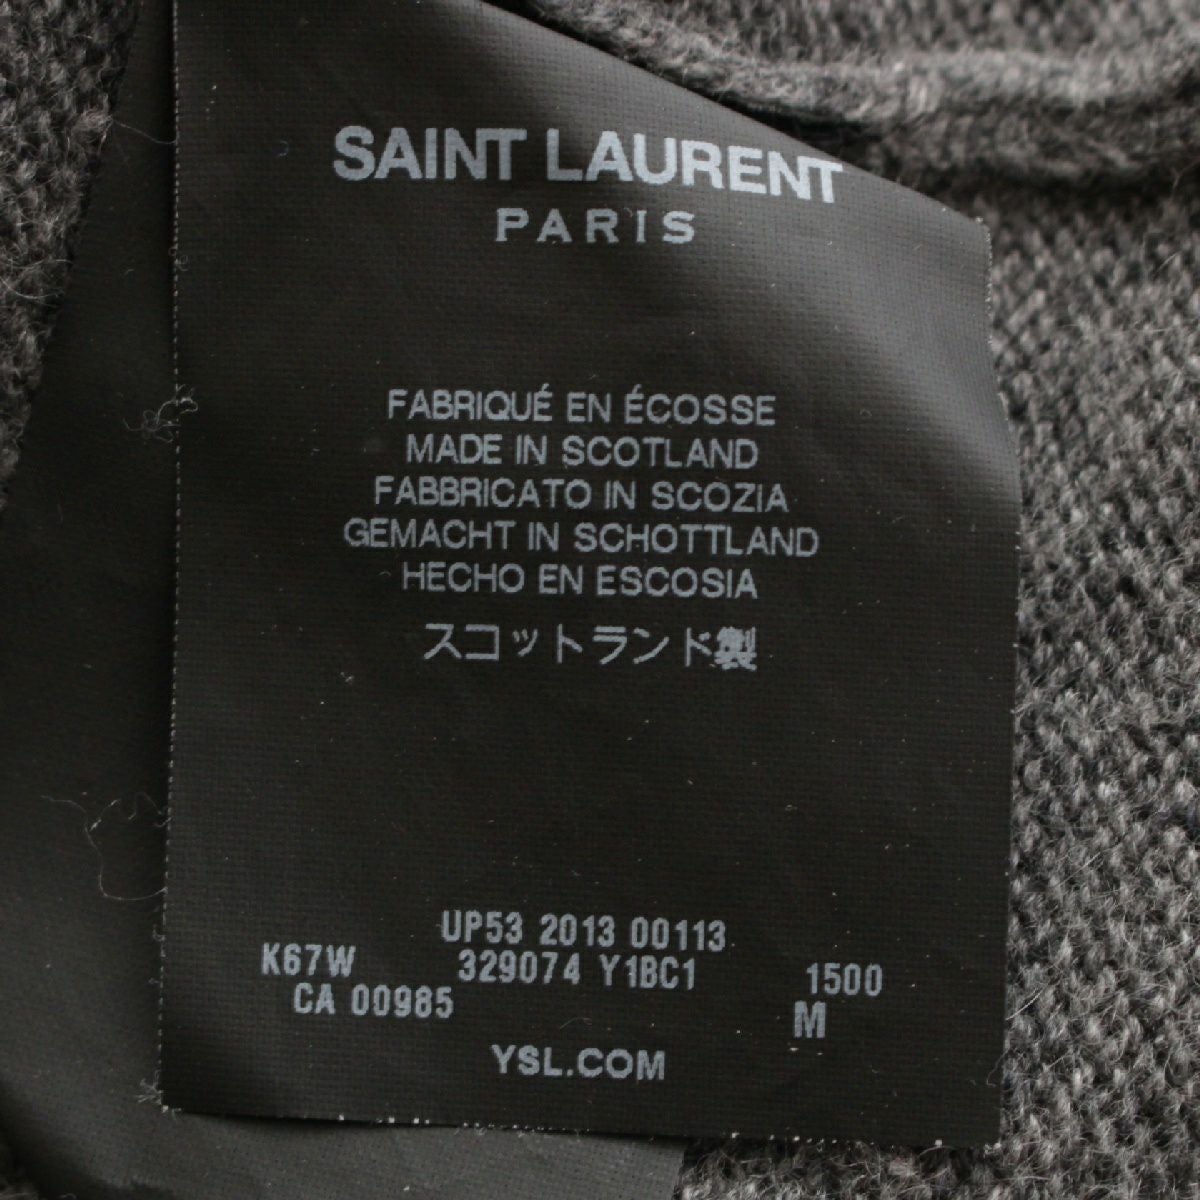 SAINT LAURENT
PARIS
FABRIQUÉ EN ÉCOSSE
MADE IN SCOTLAND
FABBRICATO IN SCOZIA
GEMACHT IN SCHOTTLAND
HECHO EN ESCOSIA
スコットランド製
UP53 2013 00113
K67W 329074 Y1BC1 1500
CA 00985 M
YSL.COM